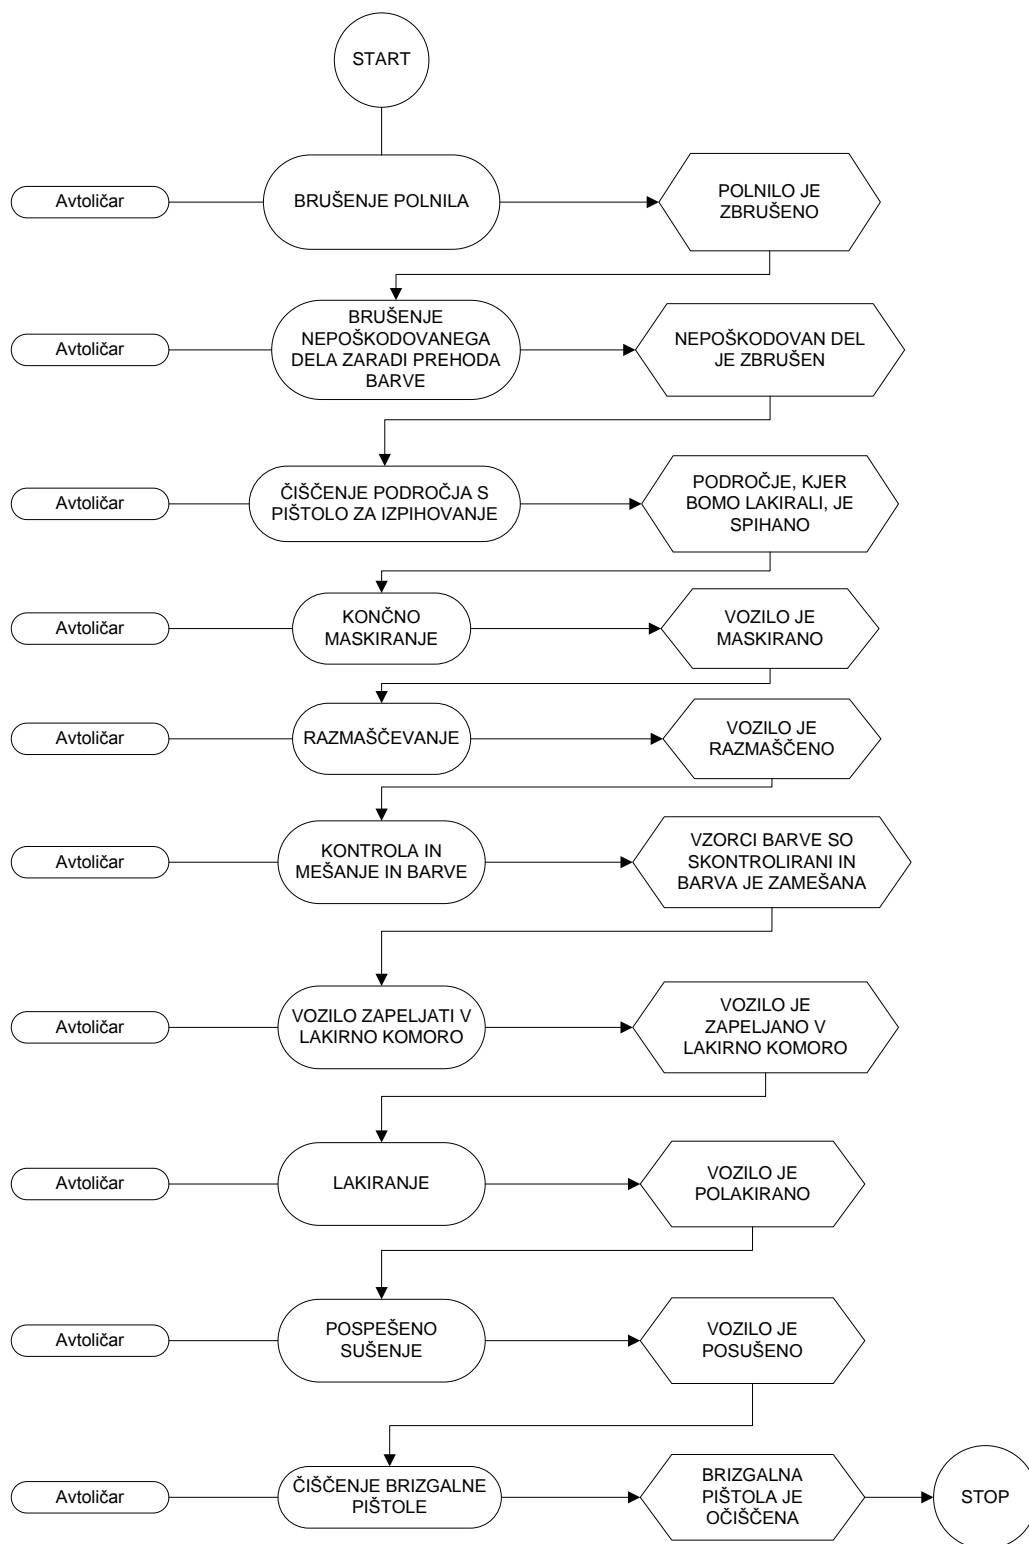 START
Avtoličar
BRUŠENJE POLNILA
POLNILO JE
ZBRUŠENO
Avtoličar
BRUŠENJE
NEPOŠKODOVANEGA
DELA ZARADI PREHODA
BARVE
NEPOŠKODOVAN DEL
JE ZBRUŠEN
Avtoličar
ČIŠČENJE PODROČJA S
PIŠTOLO ZA IZPIHOVANJE
PODROČJE, KJER
BOMO LAKIRALI, JE
SPIHANO
Avtoličar
KONČNO
MASKIRANJE
VOZILO JE
MASKIRANO
Avtoličar
RAZMAŠČEVANJE
VOZILO JE
RAZMAŠČENO
Avtoličar
KONTROLA IN
MEŠANJE IN BARVE
VZORCI BARVE SO
SKONTROLIRANI IN
BARVA JE ZAMEŠANA
Avtoličar
VOZILO ZAPELJATI V
LAKIRNO KOMORO
VOZILO JE
ZAPELJANO V
LAKIRNO KOMORO
Avtoličar
LAKIRANJE
VOZILO JE
POLAKIRANO
Avtoličar
POSPEŠENO
SUŠENJE
VOZILO JE
POSUŠENO
Avtoličar
ČIŠČENJE BRIZGALNE
PIŠTOLE
BRIZGALNA
PIŠTOLA JE
OČIŠČENA
STOP